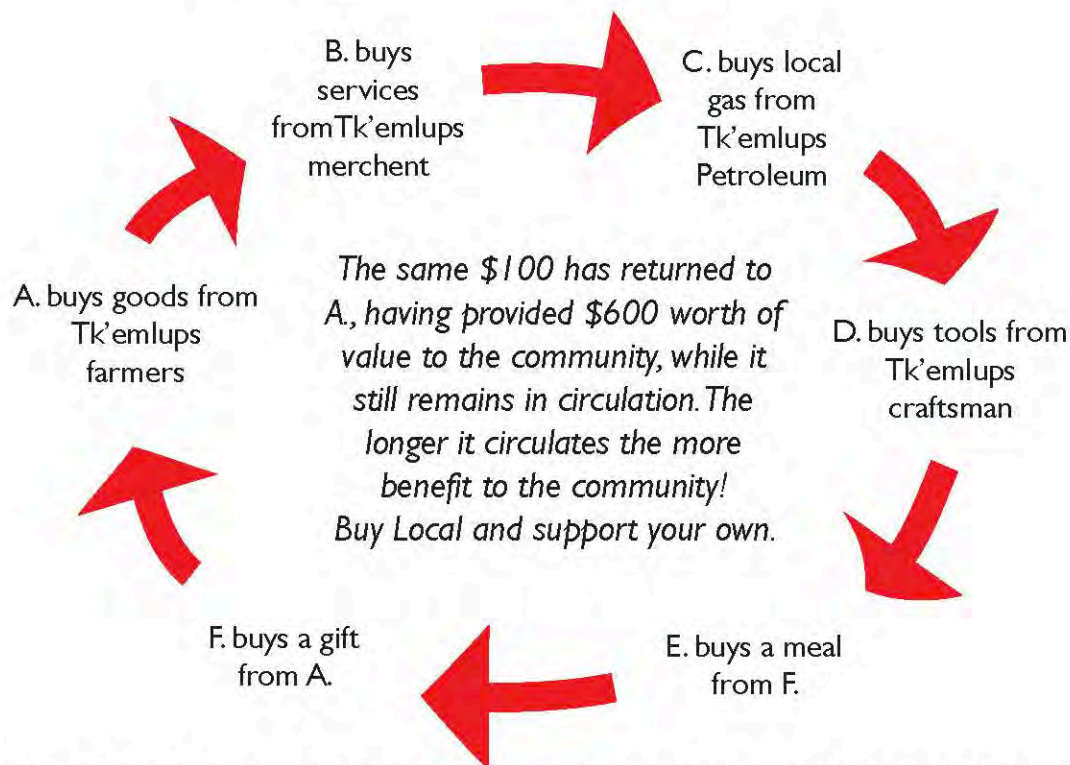 A. buys goods from
Tk'emlups
farmers
B. buys
services
fromTk'emlups
merchent
C. buys local
gas from
Tk'emlups
Petroleum
D. buys tools from
Tk'emlups
craftsman
E. buys a meal
from F.
F. buys a gift
from A.
The same $100 has returned to
A., having provided $600 worth of
value to the community, while it
still remains in circulation. The
longer it circulates the more
benefit to the community!
Buy Local and support your own.